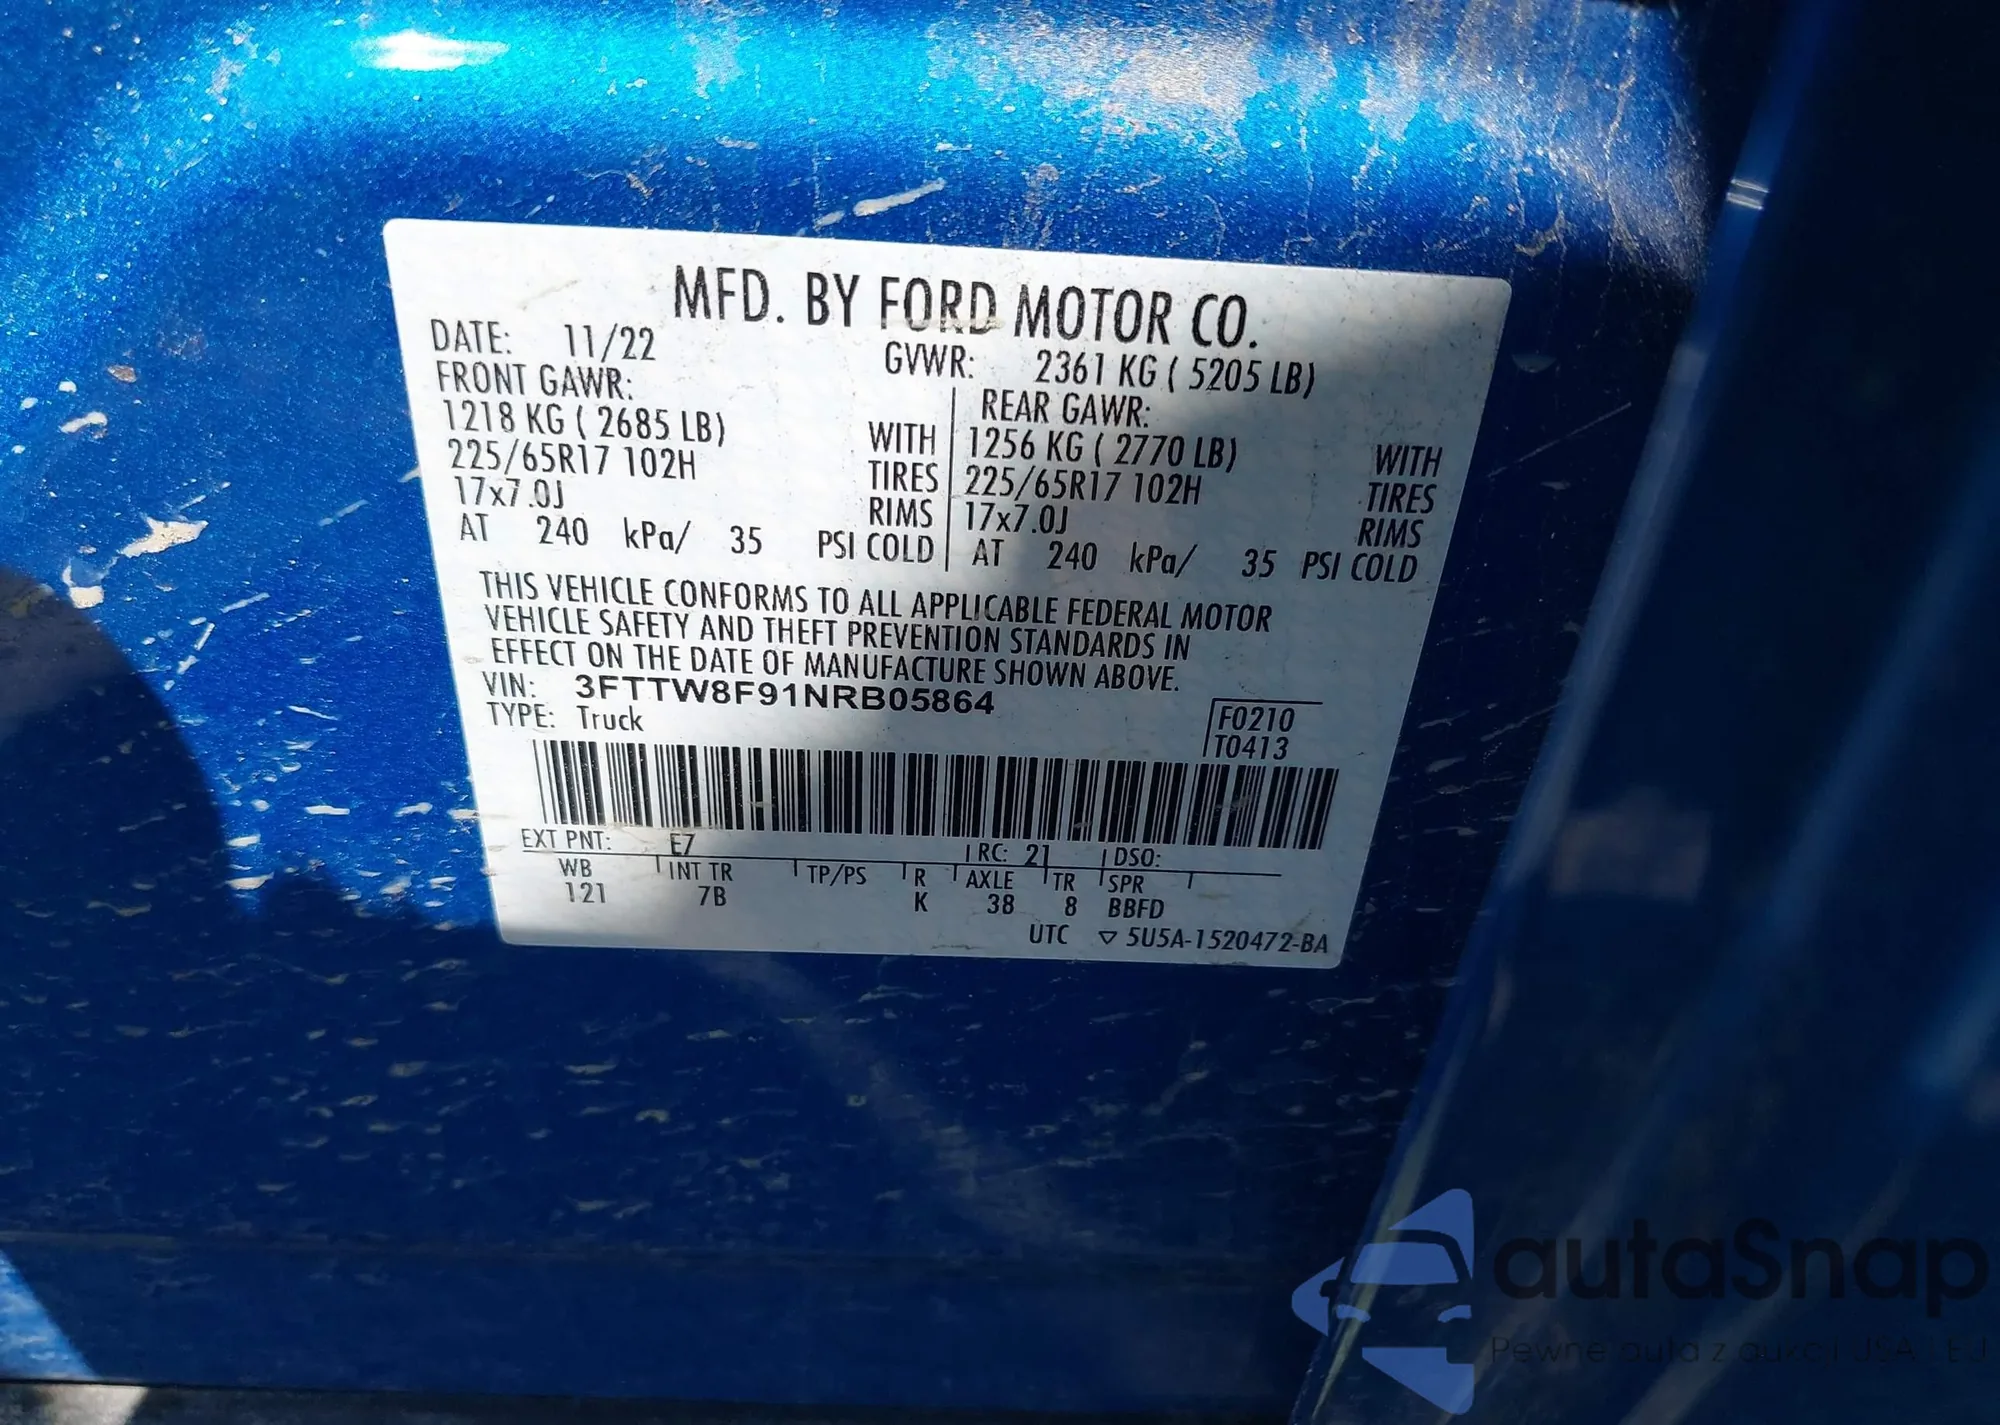 MFD. BY FORD MOTOR CO.
DATE: 11/22 GVWR: 2361 KG ( 5205 LB)
FRONT GAWR: REAR GAWR:
1218 KG ( 2685 LB) WITH 1256 KG ( 2770 LB) WITH
225/65R17 102H TIRES 225/65R17 102H TIRES
17x7.0J RIMS 17x7.0J RIMS
AT 240 kPa/ 35 PSI COLD AT 240 kPa/ 35 PSI COLD
THIS VEHICLE CONFORMS TO ALL APPLICABLE FEDERAL MOTOR
VEHICLE SAFETY AND THEFT PREVENTION STANDARDS IN
EFFECT ON THE DATE OF MANUFACTURE SHOWN ABOVE.
VIN: 3FTTW8F91NRB05864
TYPE: Truck F0210
T0413
EXT PNT: E7 RC: 21 DSO:
WB INT TR TP/PS R AXLE TR SPR
121 7B K 38 8 BBFD
UTC ▽ 5U5A-1520472-BA
autaSnap
Pewne auta z aukcji USA i EU